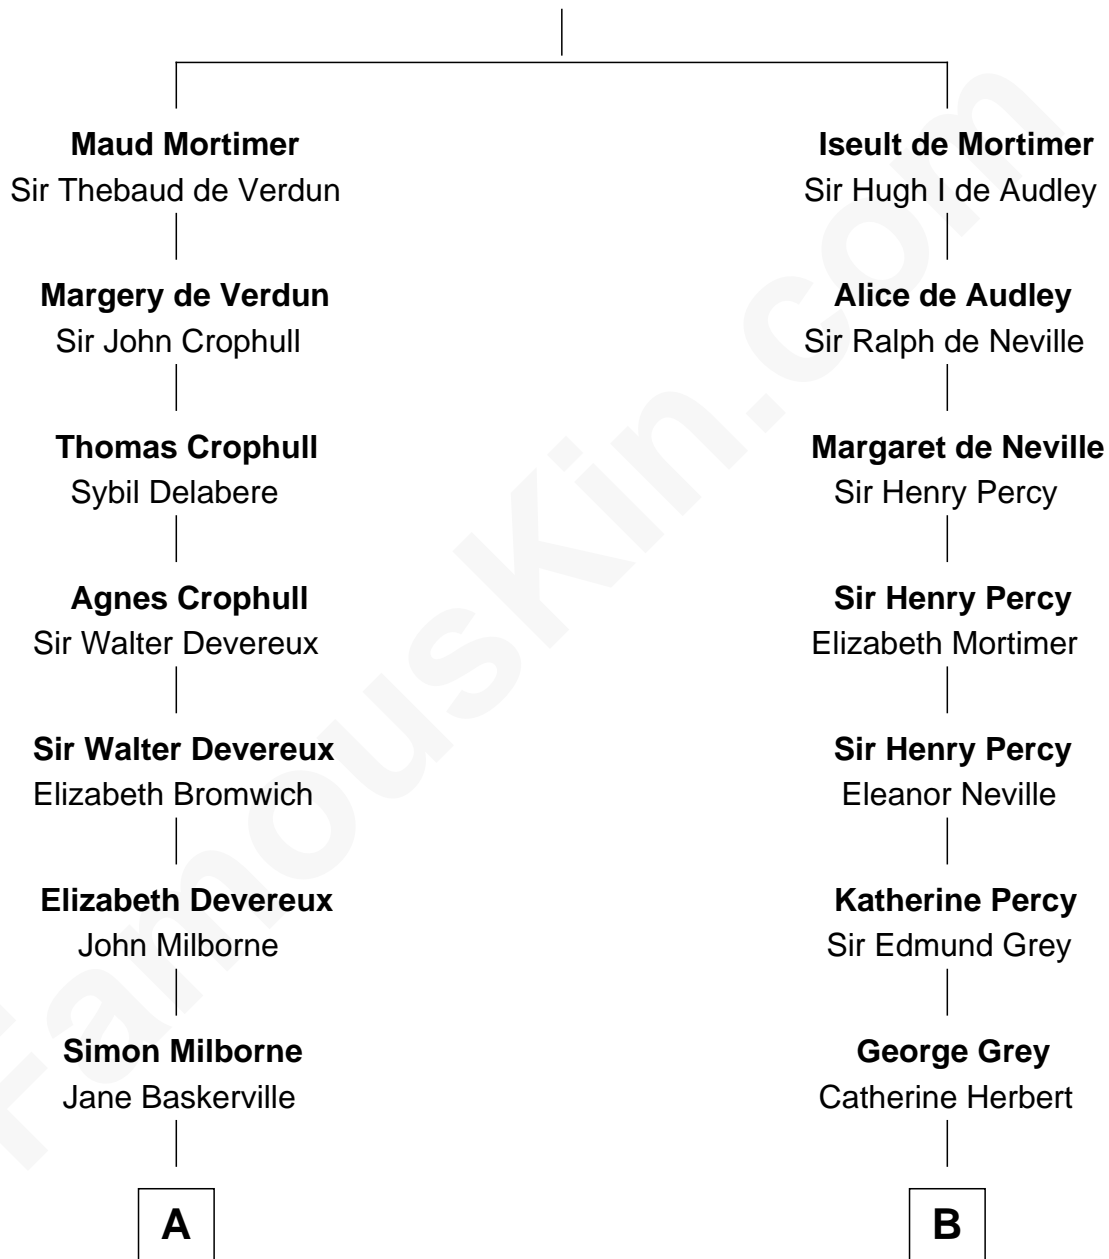 Maud Mortimer
Sir Thebaud de Verdun
Margery de Verdun
Sir John Crophull
Thomas Crophull
Sybil Delabere
Agnes Crophull
Sir Walter Devereux
Sir Walter Devereux
Elizabeth Bromwich
Elizabeth Devereux
John Milborne
Simon Milborne
Jane Baskerville
A
Iseult de Mortimer
Sir Hugh I de Audley
Alice de Audley
Sir Ralph de Neville
Margaret de Neville
Sir Henry Percy
Sir Henry Percy
Elizabeth Mortimer
Sir Henry Percy
Eleanor Neville
Katherine Percy
Sir Edmund Grey
George Grey
Catherine Herbert
B
FamousKin.com